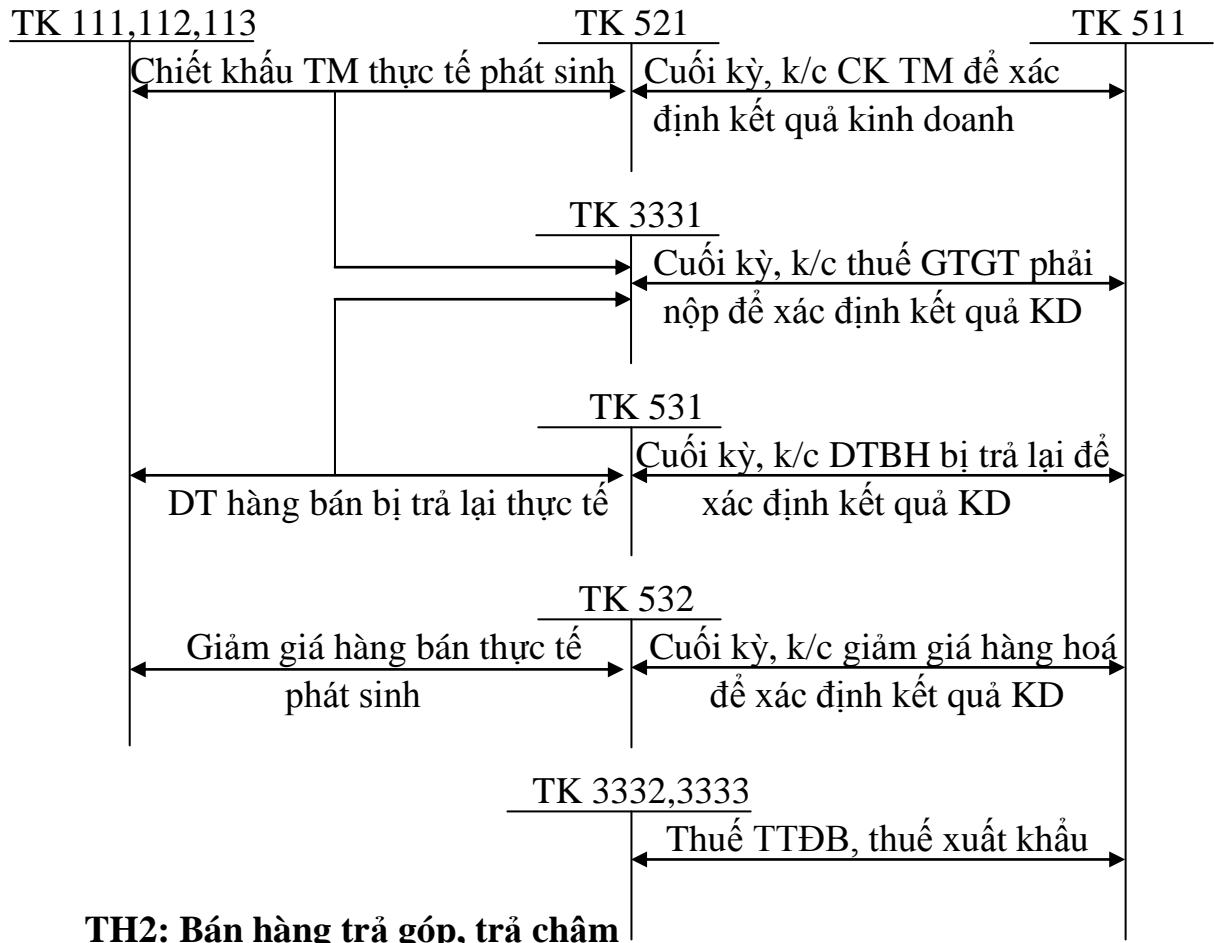 TK 111,112,113 TK 521 TK 511
Chiết khấu TM thực tế phát sinh
Cuối kỳ, k/c CK TM để xác
định kết quả kinh doanh
TK 3331
Cuối kỳ, k/c thuế GTGT phải
nộp để xác định kết quả KD
TK 531
DT hàng bán bị trả lại thực tế
Cuối kỳ, k/c DTBH bị trả lại để
xác định kết quả KD
TK 532
Giảm giá hàng bán thực tế
phát sinh
Cuối kỳ, k/c giảm giá hàng hoá
để xác định kết quả KD
TK 3332,3333
Thuế TTĐB, thuế xuất khẩu
TH2: Bán hàng trả góp, trả chậm